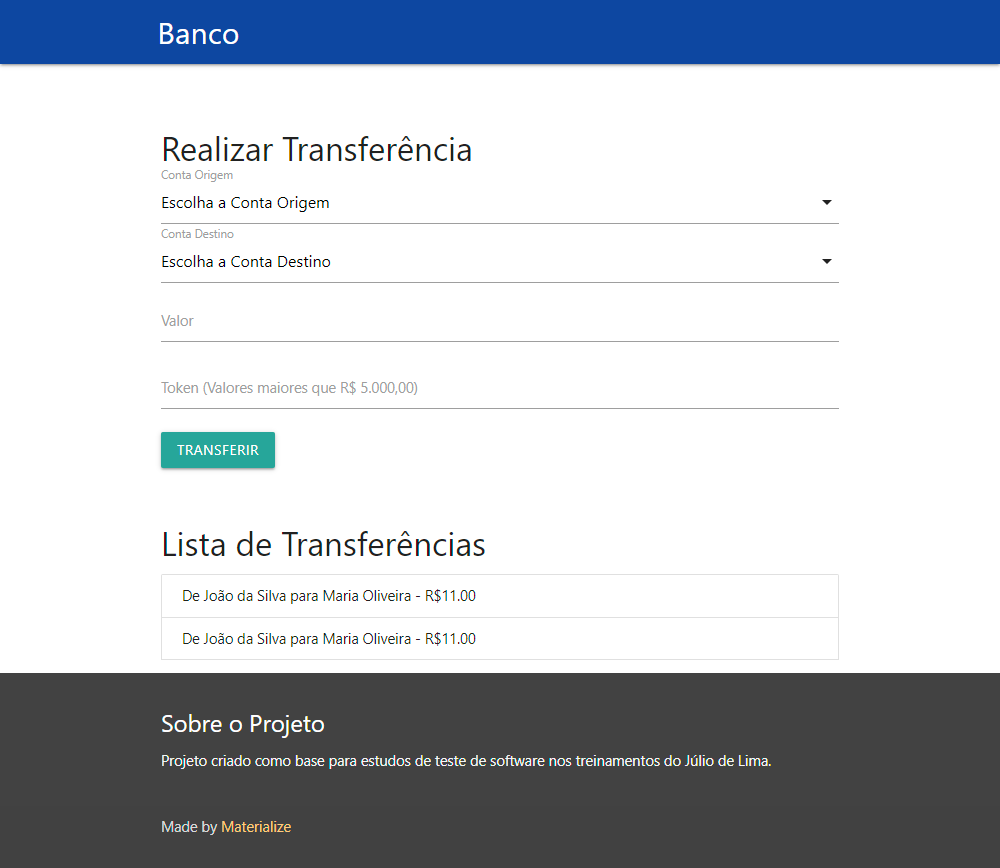 Banco
Realizar Transferência
Conta Origem
Escolha a Conta Origem
Conta Destino
Escolha a Conta Destino
Valor
Token (Valores maiores que R$ 5.000,00)
TRANSFERIR
Lista de Transferências
De João da Silva para Maria Oliveira - R$11.00
De João da Silva para Maria Oliveira - R$11.00
Sobre o Projeto
Projeto criado como base para estudos de teste de software nos treinamentos do Júlio de Lima.
Made by Materialize